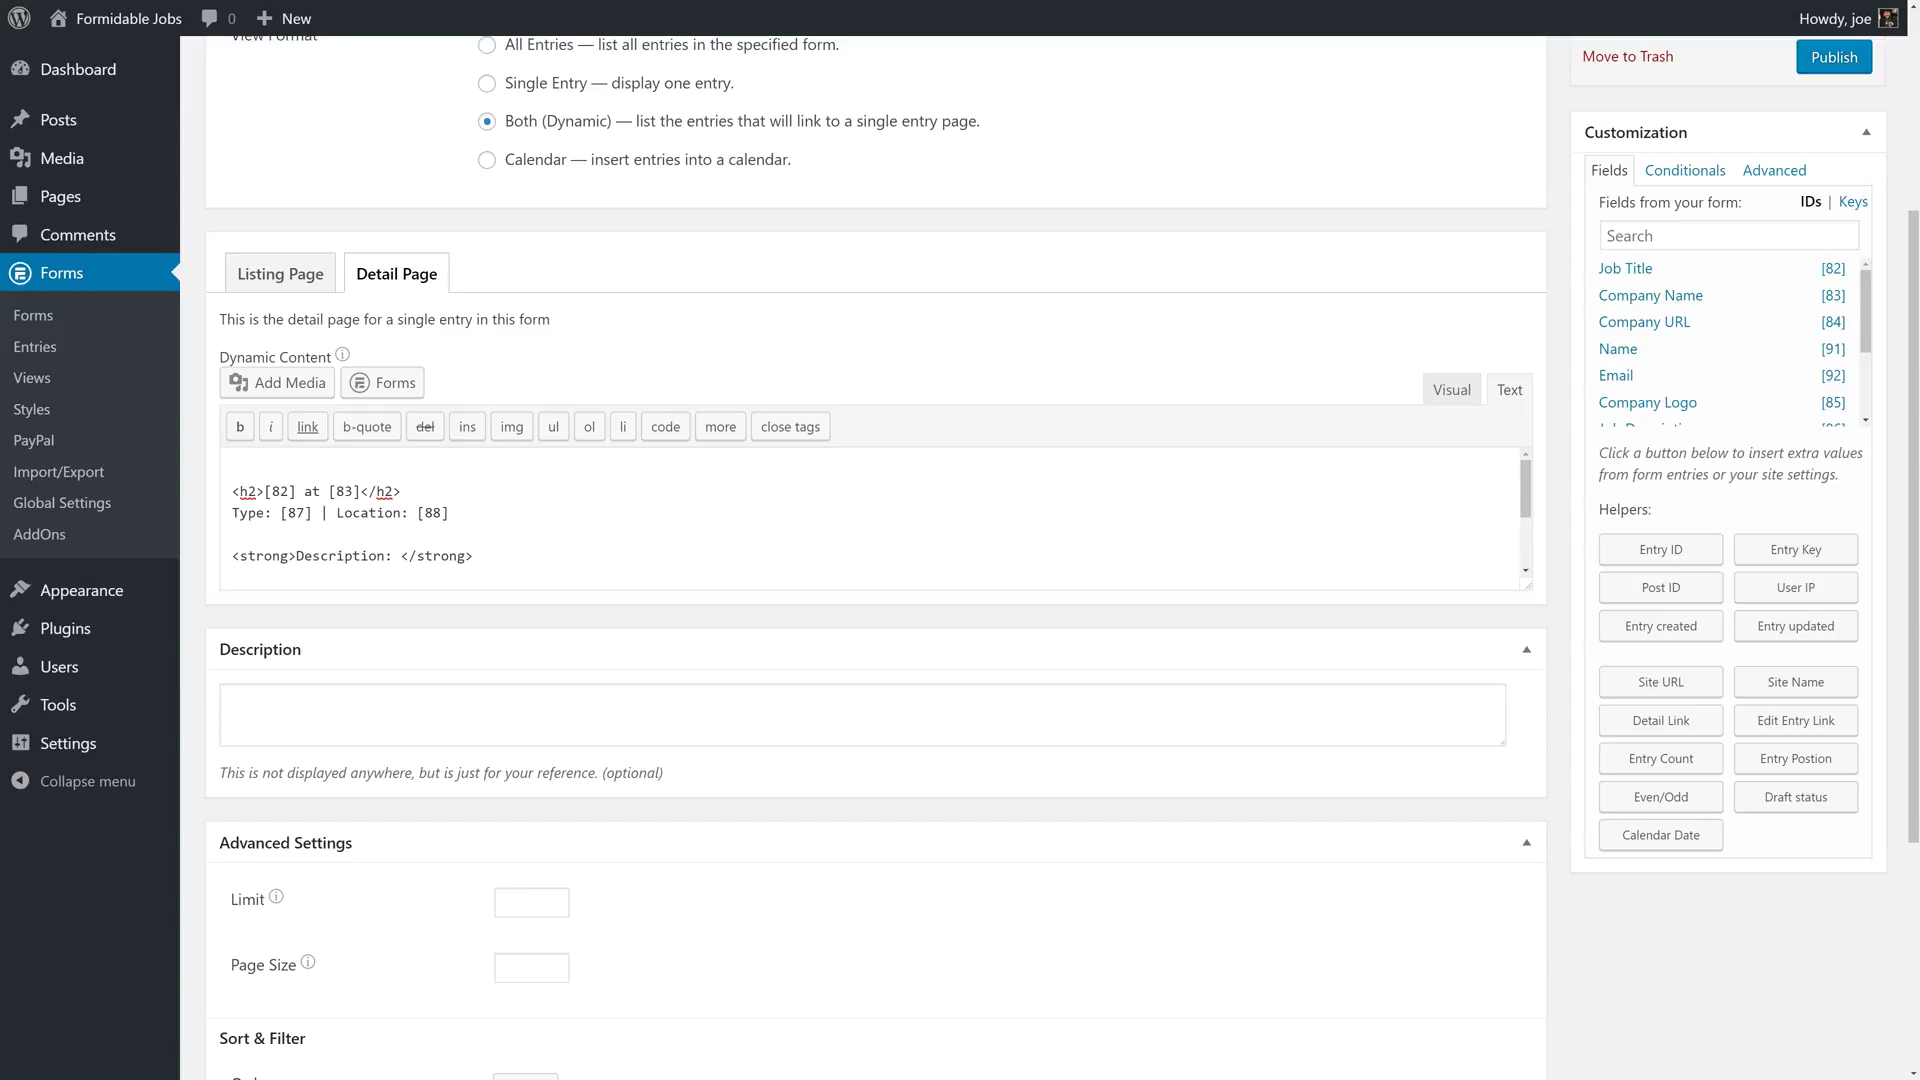 Formidable Jobs
0
New
Howdy, joe
Dashboard
Posts
Media
Pages
Comments
Forms
Forms
Entries
Views
Styles
PayPal
Import/Export
Global Settings
AddOns
Appearance
Plugins
Users
Tools
Settings
Collapse menu
View Format
All Entries — list all entries in the specified form.
Single Entry — display one entry.
Both (Dynamic) — list the entries that will link to a single entry page.
Calendar — insert entries into a calendar.
Listing Page
Detail Page
This is the detail page for a single entry in this form
Dynamic Content
Add Media
Forms
Visual
Text
b
i
link
b-quote
del
ins
img
ul
ol
li
code
more
close tags
<h2>[82] at [83]</h2>
Type: [87] | Location: [88]
<strong>Description: </strong>
Description
This is not displayed anywhere, but is just for your reference. (optional)
Advanced Settings
Limit
Page Size
Sort & Filter
Move to Trash
Publish
Customization
Fields
Conditionals
Advanced
Fields from your form:
IDs | Keys
Search
Job Title [82]
Company Name [83]
Company URL [84]
Name [91]
Email [92]
Company Logo [85]
Click a button below to insert extra values
from form entries or your site settings.
Helpers:
Entry ID
Entry Key
Post ID
User IP
Entry created
Entry updated
Site URL
Site Name
Detail Link
Edit Entry Link
Entry Count
Entry Postion
Even/Odd
Draft status
Calendar Date